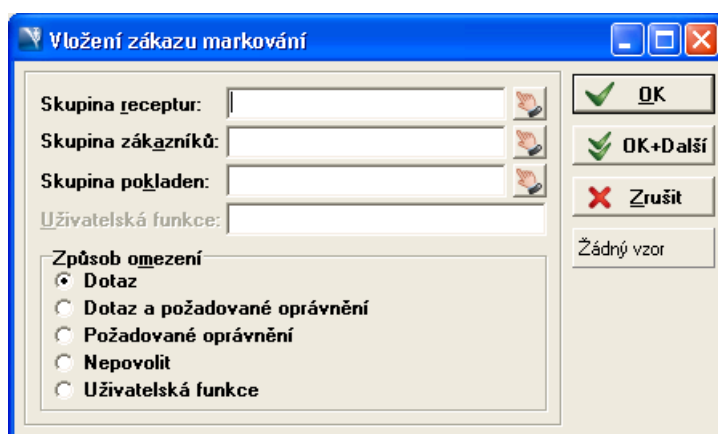 Vložení zákazu markování
Skupina receptur:
Skupina zákazníků:
Skupina pokladen:
Uživatelská funkce:
Způsob omezení
Dotaz
Dotaz a požadované oprávnění
Požadované oprávnění
Nepovolit
Uživatelská funkce
OK
OK+Další
Zrušit
Žádný vzor